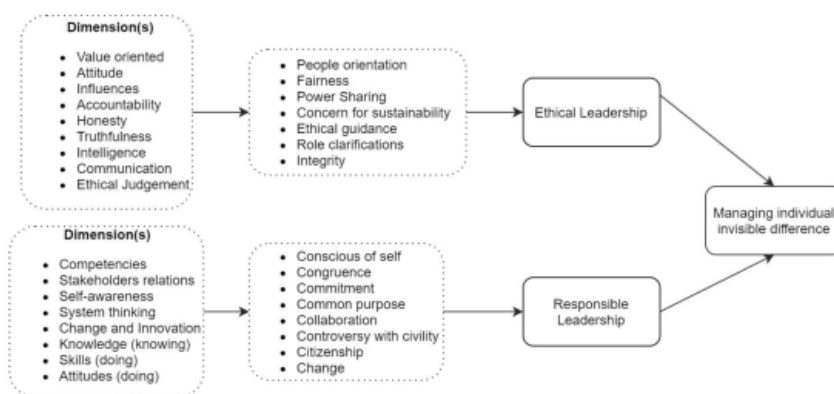 Dimension(s)
• Value oriented
• Attitude
• Influences
• Accountability
• Honesty
• Truthfulness
• Intelligence
• Communication
• Ethical Judgement
• People orientation
• Fairness
• Power Sharing
• Concern for sustainability
• Ethical guidance
• Role clarifications
• Integrity
Ethical Leadership
Managing individual
invisible difference
Dimension(s)
• Competencies
• Stakeholders relations
• Self-awareness
• System thinking
• Change and Innovation
• Knowledge (knowing)
• Skills (doing)
• Attitudes (doing)
• Conscious of self
• Congruence
• Commitment
• Common purpose
• Collaboration
• Controversy with civility
• Citizenship
• Change
Responsible
Leadership